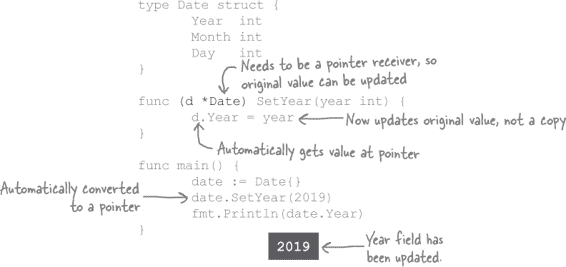 type Date struct {
Year int
Month int
Day int
}
Needs to be a pointer receiver, so
original value can be updated
func (d *Date) SetYear(year int) {
d.Year = year
Now updates original value, not a copy
}
Automatically gets value at pointer
func main() {
date := Date{}
Automatically converted
to a pointer
date.SetYear(2019)
fmt.Println(date.Year)
}
2019
Year field has
been updated.